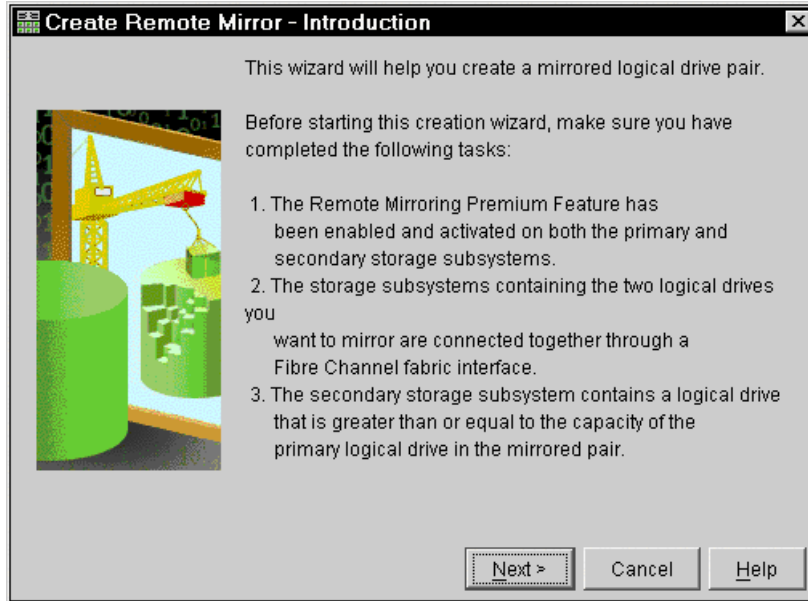 Create Remote Mirror - Introduction
This wizard will help you create a mirrored logical drive pair.
Before starting this creation wizard, make sure you have
completed the following tasks:
1. The Remote Mirroring Premium Feature has
been enabled and activated on both the primary and
secondary storage subsystems.
2. The storage subsystems containing the two logical drives
you
want to mirror are connected together through a
Fibre Channel fabric interface.
3. The secondary storage subsystem contains a logical drive
that is greater than or equal to the capacity of the
primary logical drive in the mirrored pair.
Next >
Cancel
Help